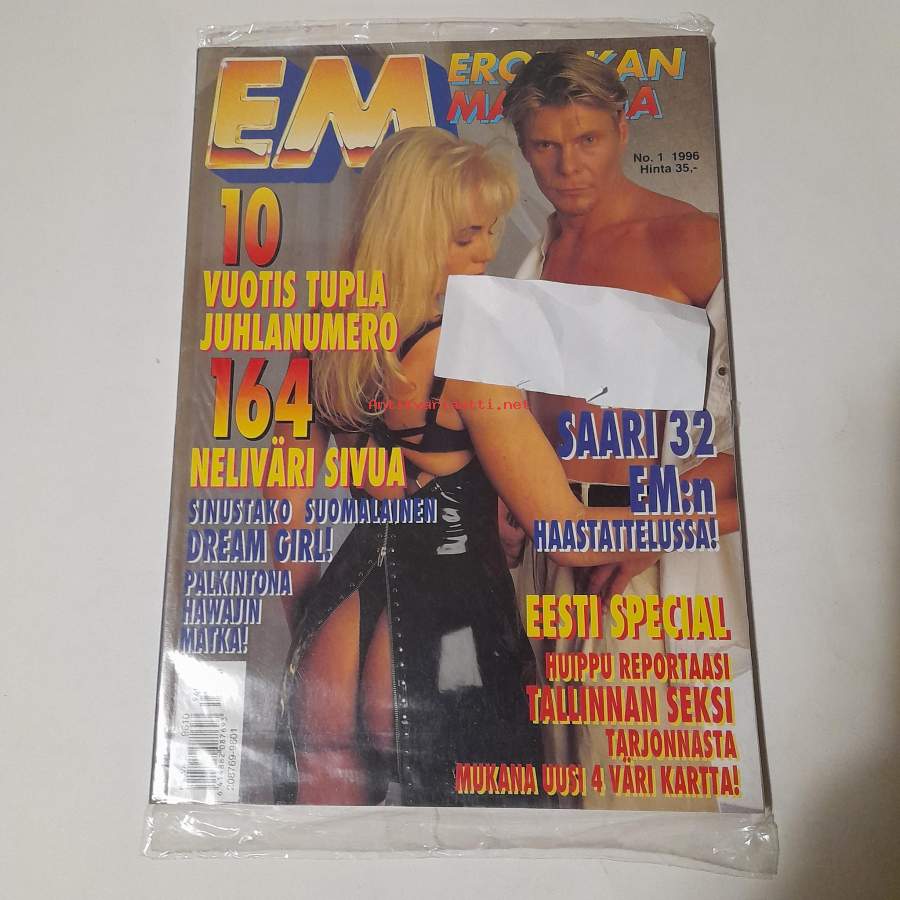 EM
No. 1 1996
Hinta 35,-
10
VUOTIS TUPLA
JUHLANUMERO
164
NELIVÄRI SIVUA
SINUSTAKO SUOMALAINEN
DREAM GIRL!
PALKINTONA
HAWAJIN
MATKA!
Antikvariaatti.net
SAARI 32
EM:n
HAASTATTELUSSA!
EESTI SPECIAL
HUIPPU REPORTAASI
TALLINNAN SEKSI
TARJONNASTA
MUKANA UUSI 4 VÄRI KARTTA!
208769-9601